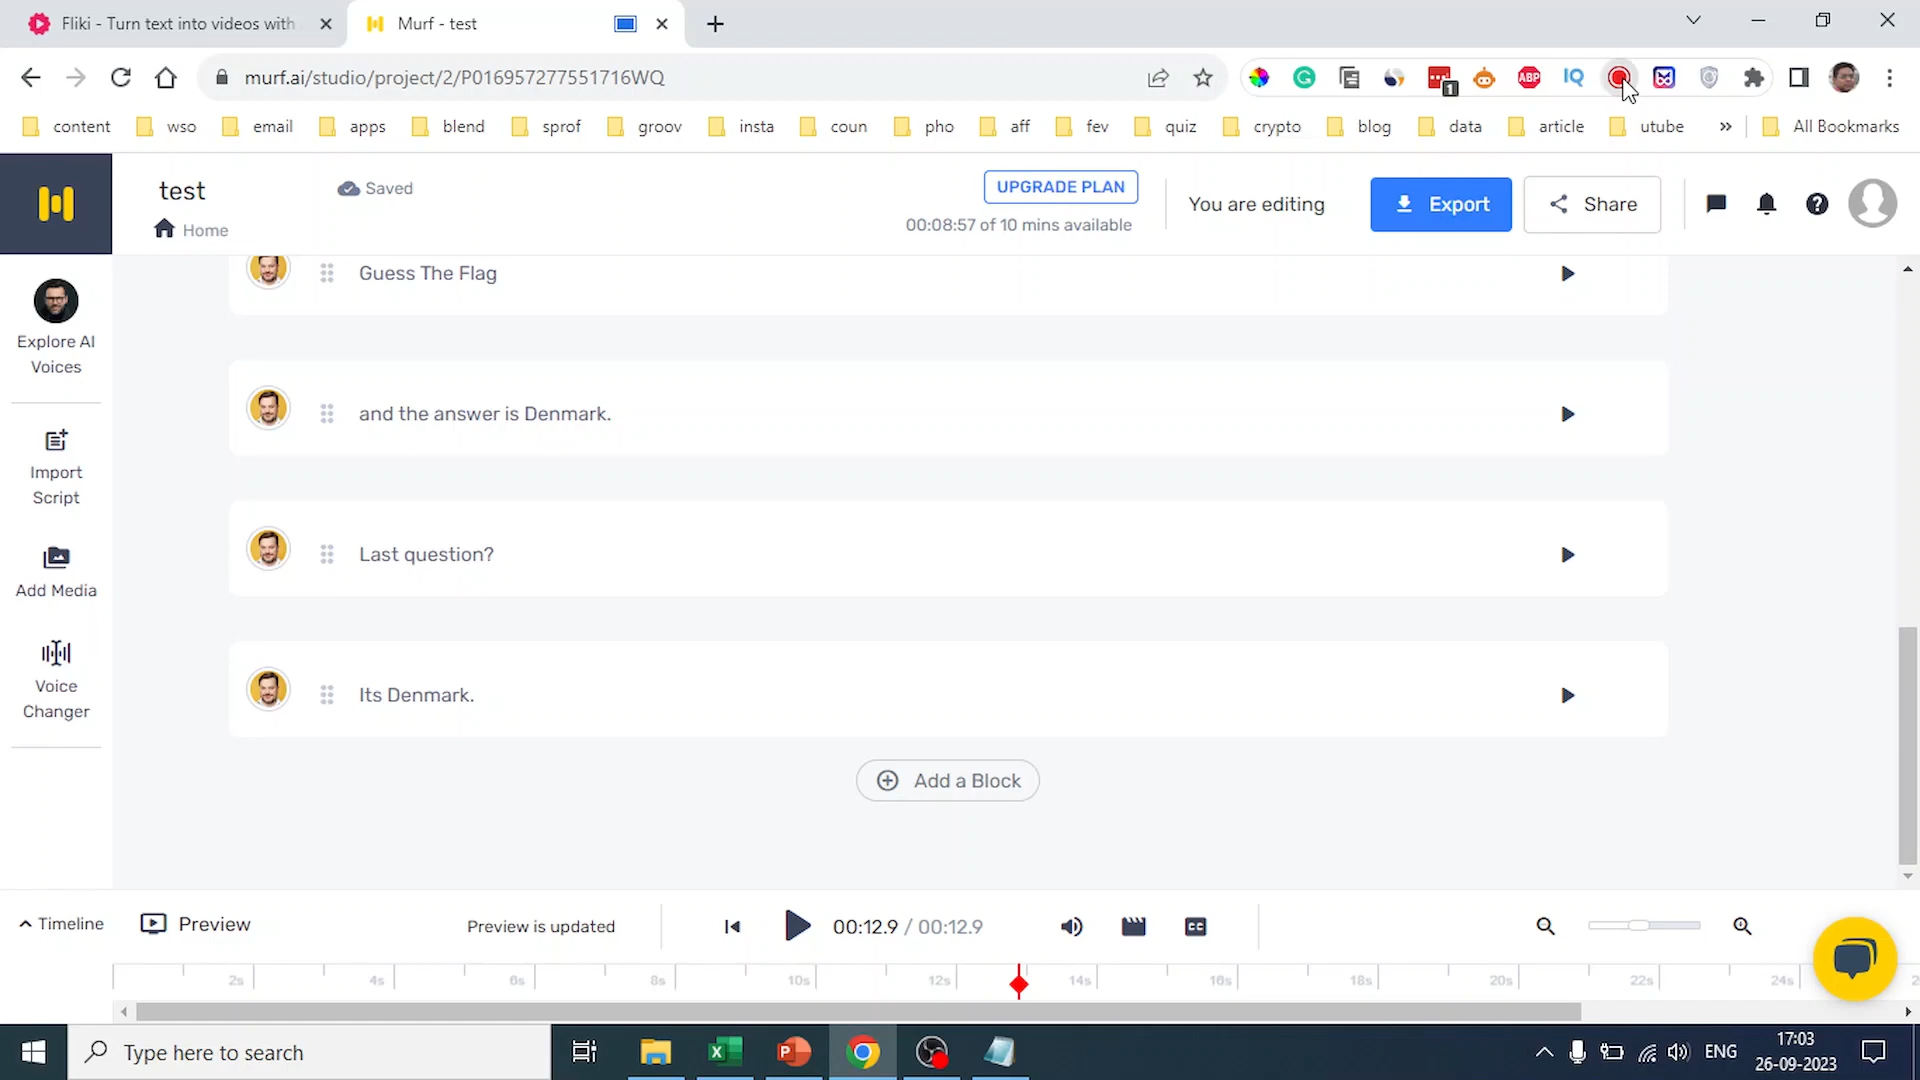 Fliki - Turn text into videos with
Murf - test
murf.ai/studio/project/2/P016957277551716WQ
1
ABP
IQ
content
wso
email
apps
blend
sprof
groov
insta
coun
pho
aff
fev
quiz
crypto
blog
data
article
utube
»
All Bookmarks
test
Saved
Home
UPGRADE PLAN
00:08:57 of 10 mins available
You are editing
Export
Share
Explore AI
Voices
Import
Script
Add Media
Voice
Changer
Guess The Flag
and the answer is Denmark.
Last question?
Its Denmark.
Add a Block
Timeline
Preview
Preview is updated
00:12.9 / 00:12.9
CC
2s
4s
6s
8s
10s
12s
14s
16s
18s
20s
22s
24s
2
Type here to search
ENG
17:03
26-09-2023